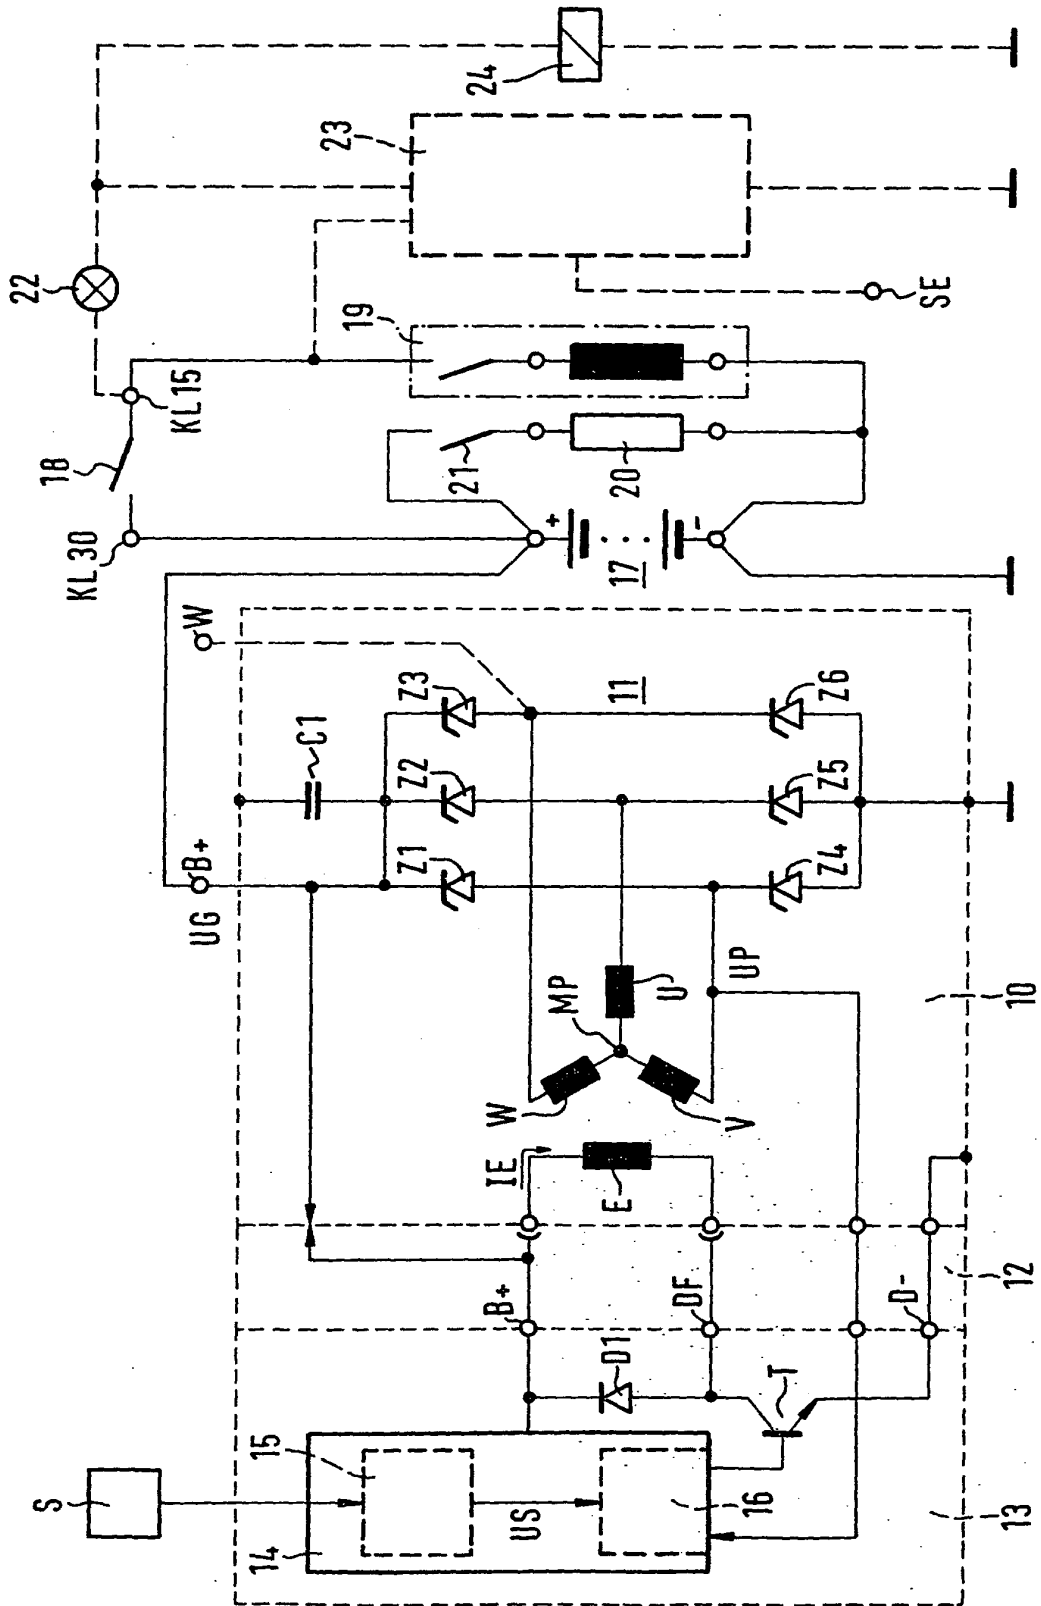 S
14
15
US
16
13
B+
D1
DF
T
D-
12
IE
E
W
V
MP
U
UP
10
UG
B+
C1
Z1
Z2
Z3
11
Z4
Z5
Z6
W
KL30
18
KL15
17
+
-
21
20
19
22
23
SE
24